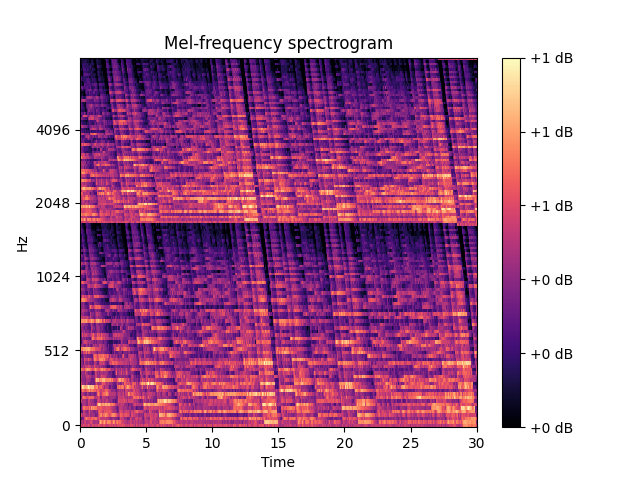 Mel-frequency spectrogram
+1 dB
4096
+1 dB
2048
+1 dB
Hz
1024
+0 dB
512
+0 dB
0
+0 dB
0 5 10 15 20 25 30
Time